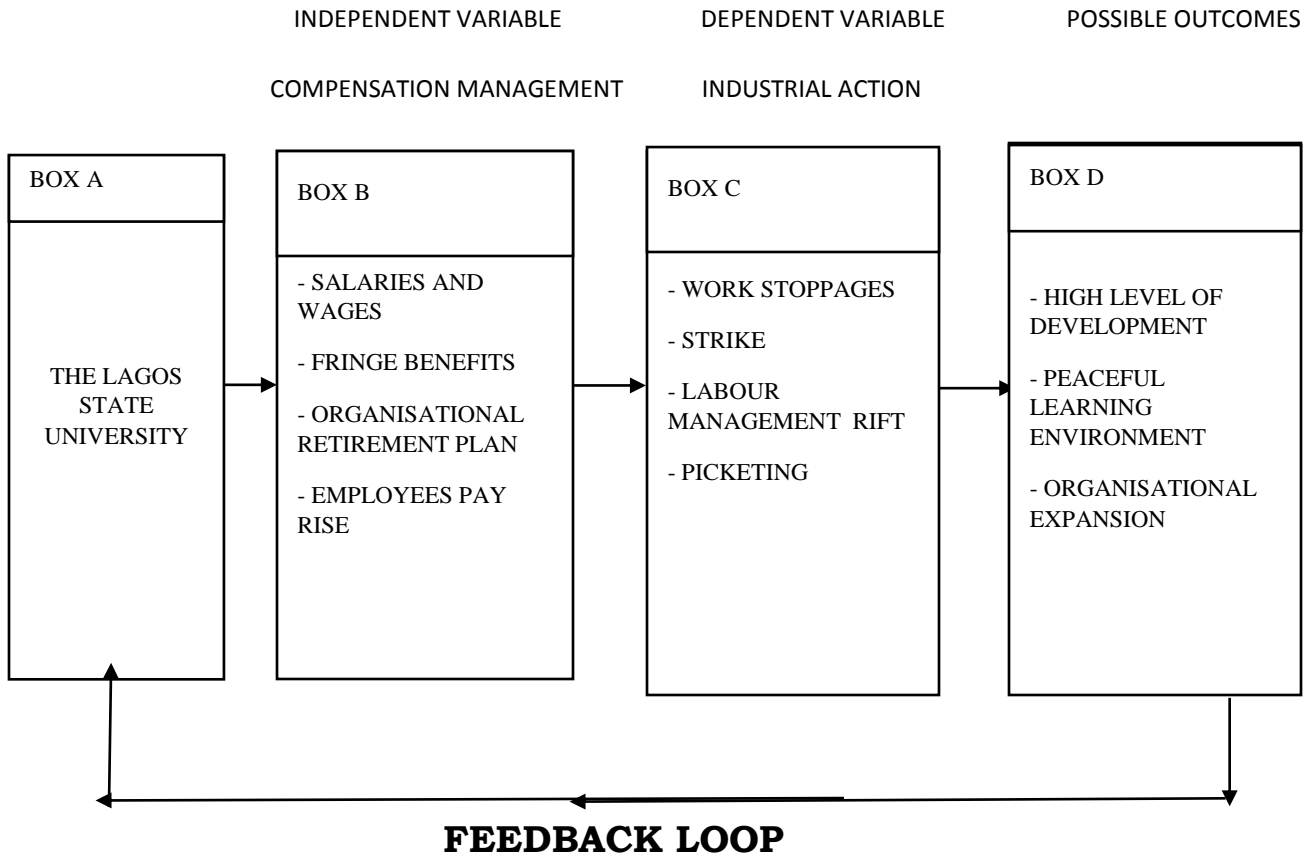 INDEPENDENT VARIABLE
DEPENDENT VARIABLE
POSSIBLE OUTCOMES
COMPENSATION MANAGEMENT
INDUSTRIAL ACTION
BOX A
THE LAGOS
STATE
UNIVERSITY
BOX B
- SALARIES AND
WAGES
- FRINGE BENEFITS
- ORGANISATIONAL
RETIREMENT PLAN
- EMPLOYEES PAY
RISE
BOX C
- WORK STOPPAGES
- STRIKE
- LABOUR
MANAGEMENT RIFT
- PICKETING
BOX D
- HIGH LEVEL OF
DEVELOPMENT
- PEACEFUL
LEARNING
ENVIRONMENT
- ORGANISATIONAL
EXPANSION
FEEDBACK LOOP